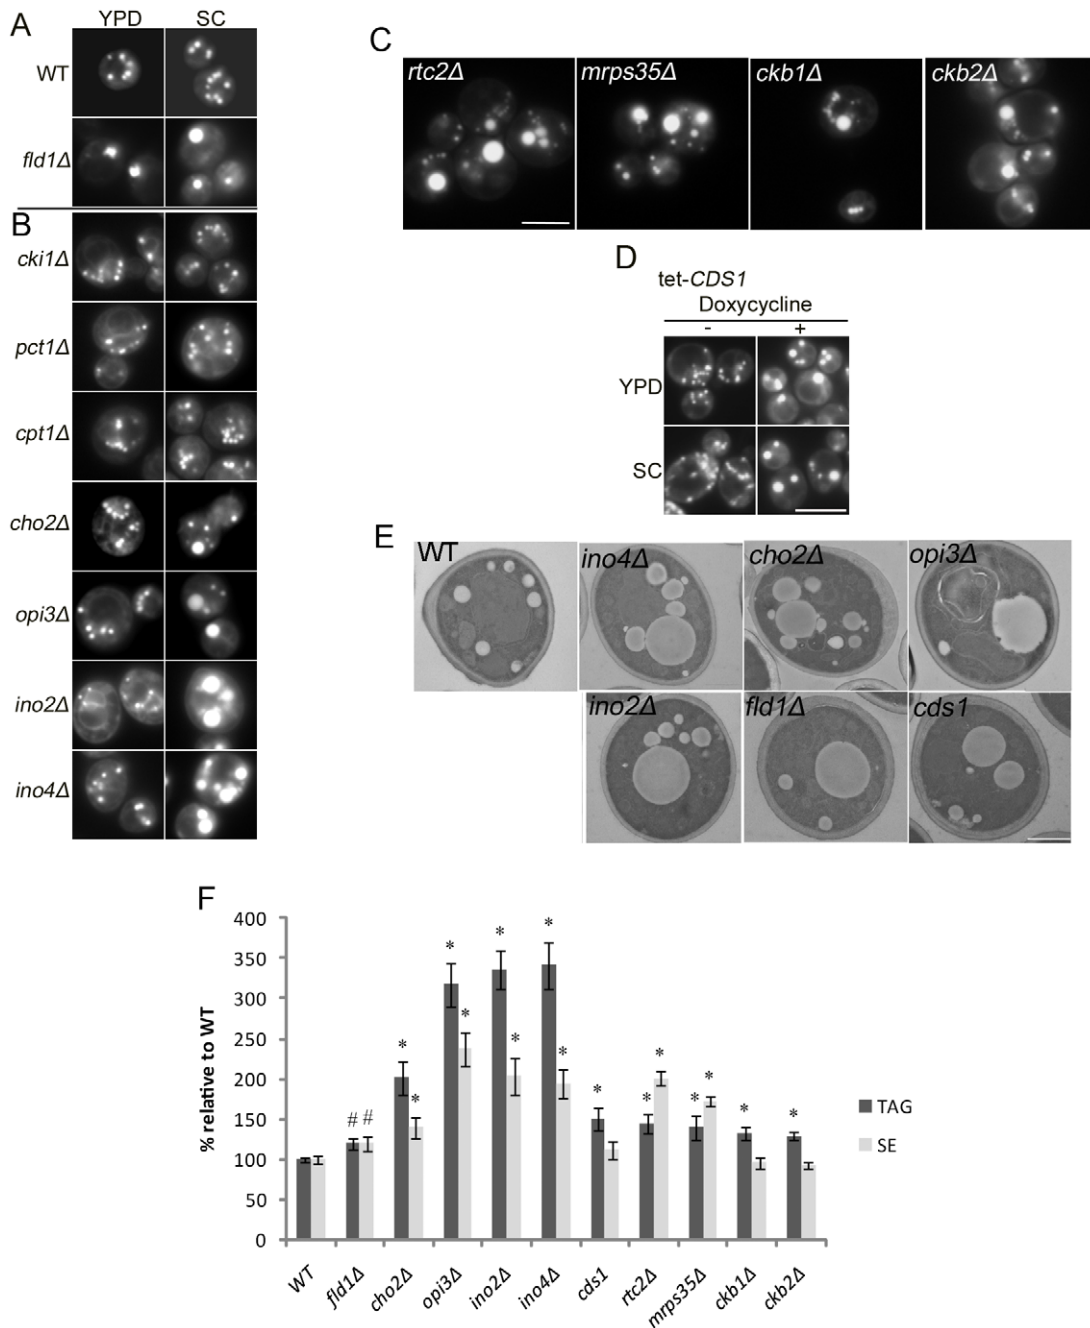 A
YPD SC
WT
fld1Δ
B
cki1Δ
pct1Δ
cpt1Δ
cho2Δ
opi3Δ
ino2Δ
ino4Δ
C
rtc2Δ mrps35Δ ckb1Δ ckb2Δ
D
tet-CDS1
Doxycycline
- +
YPD
SC
E
WT ino4Δ cho2Δ opi3Δ
ino2Δ fld1Δ cds1
F
% relative to WT
400
350
300
250
200
150
100
50
0
* * * * * * * * * * * * * * *
# #
WT fld1Δ cho2Δ opi3Δ ino2Δ ino4Δ cds1 rtc2Δ mrps35Δ ckb1Δ ckb2Δ
TAG
SE